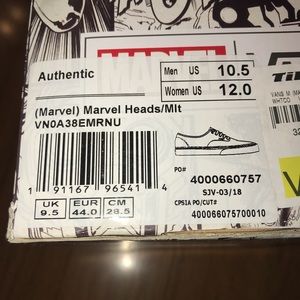 MARVEL
Authentic
Men US 10.5
Women US 12.0
(Marvel) Marvel Heads/Mlt
VN0A38EMRNU
PO#
4000660757
SJV-03/18
CPSIA PO/CUT#
400066075700010
1 91167 96541 4
UK EUR CM
9.5 44.0 28.5